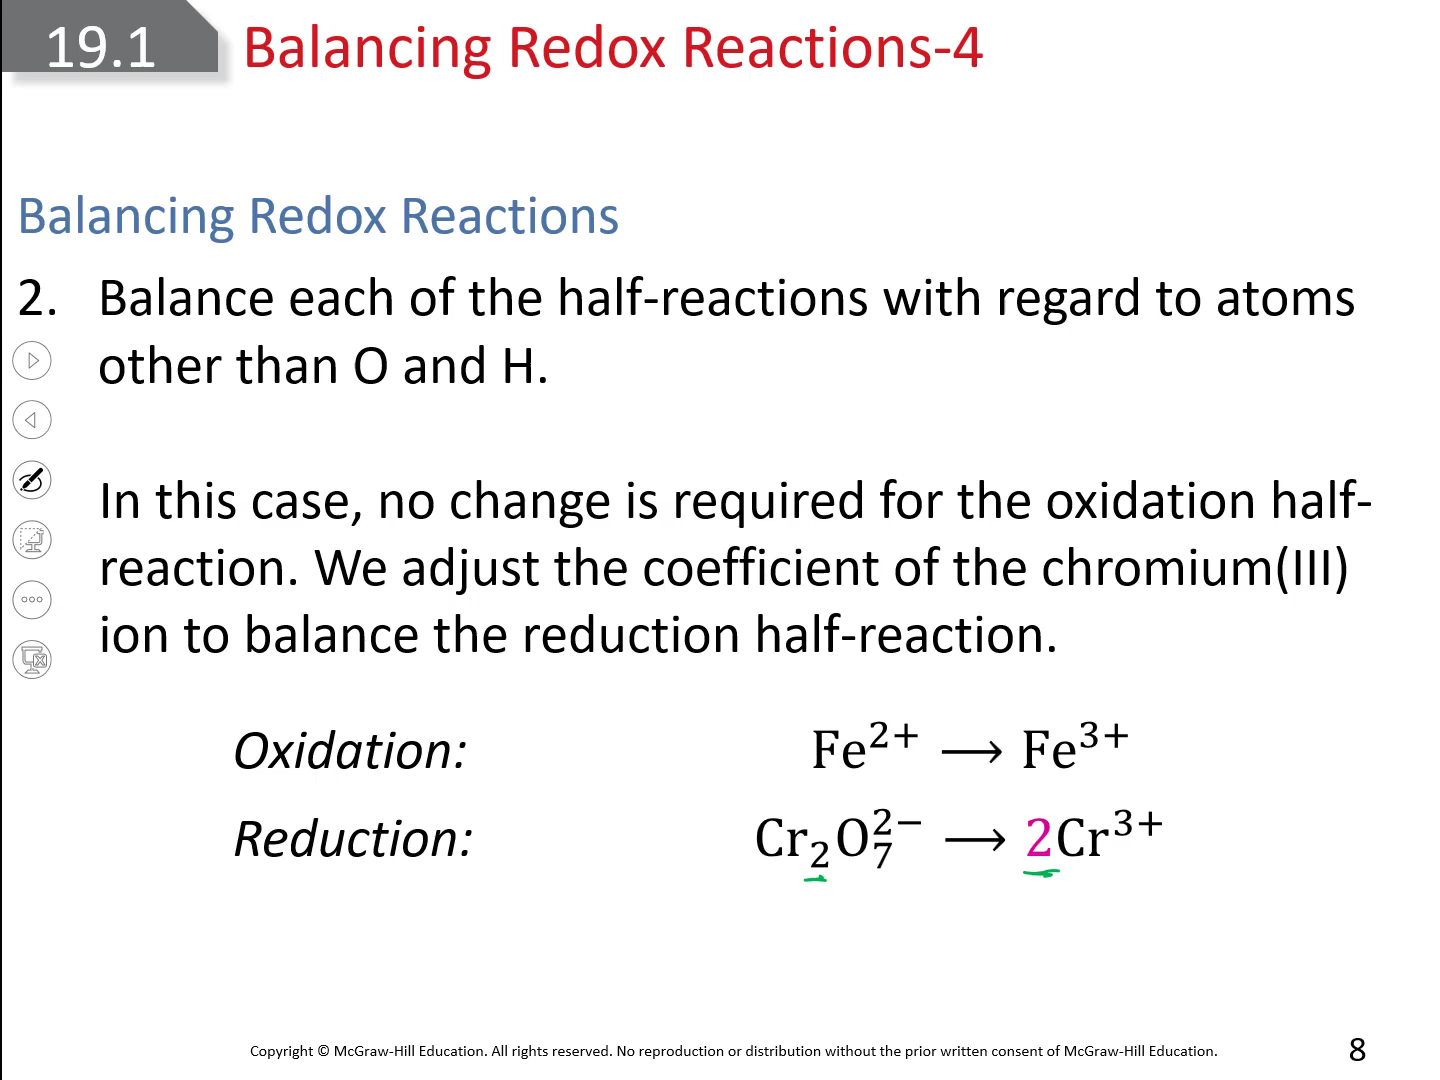 19.1 Balancing Redox Reactions-4
Balancing Redox Reactions
2. Balance each of the half-reactions with regard to atoms
other than O and H.
In this case, no change is required for the oxidation half-
reaction. We adjust the coefficient of the chromium(III)
ion to balance the reduction half-reaction.
Oxidation: Fe²⁺ ⟶ Fe³⁺
Reduction: Cr₂O₇²⁻ ⟶ 2Cr³⁺
Copyright © McGraw-Hill Education. All rights reserved. No reproduction or distribution without the prior written consent of McGraw-Hill Education.
8